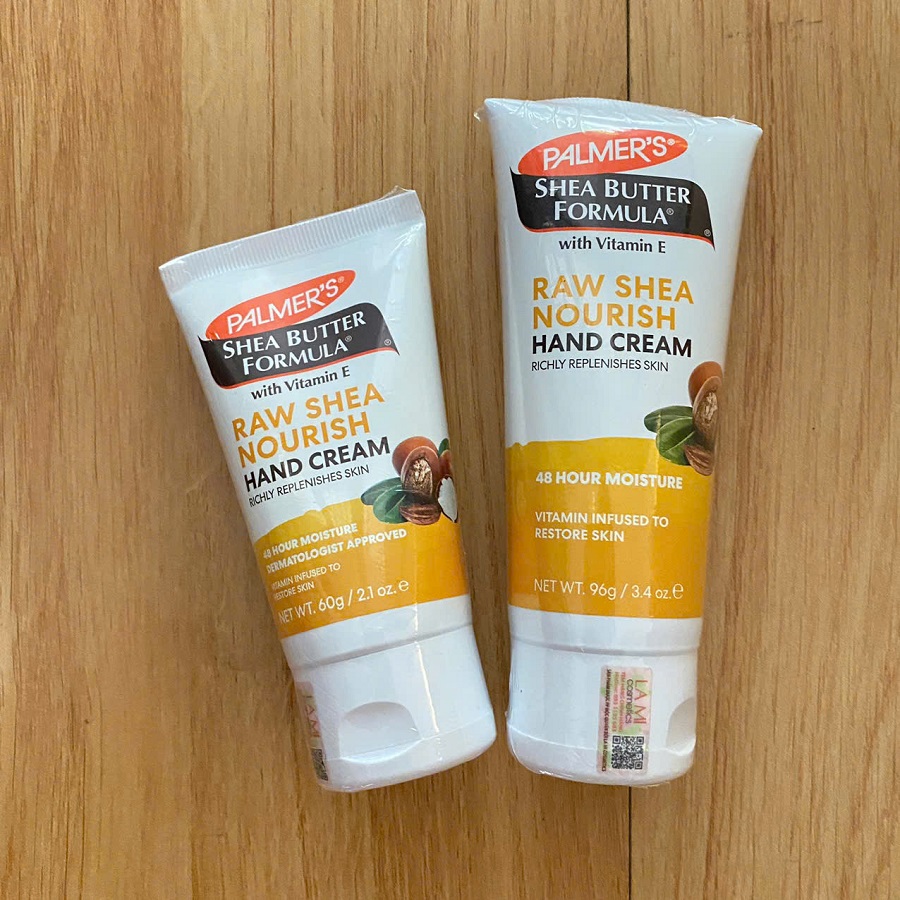 PALMER'S®
SHEA BUTTER
FORMULA®
®
with Vitamin E
RAW SHEA
NOURISH
HAND CREAM
RICHLY REPLENISHES SKIN
48 HOUR MOISTURE
DERMATOLOGIST APPROVED
VITAMIN INFUSED TO
RESTORE SKIN
NET WT. 60g / 2.1 oz. e
PALMER'S®
SHEA BUTTER
FORMULA®
®
with Vitamin E
RAW SHEA
NOURISH
HAND CREAM
RICHLY REPLENISHES SKIN
48 HOUR MOISTURE
VITAMIN INFUSED TO
RESTORE SKIN
NET WT. 96g / 3.4 oz. e
LA MI
cosmetics